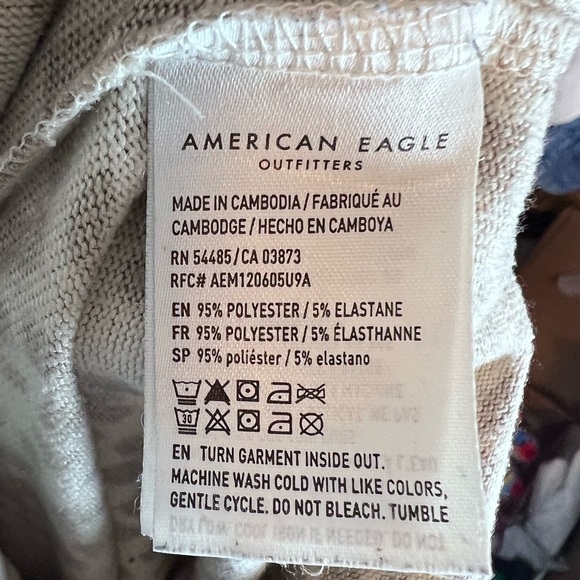 AMERICAN EAGLE
OUTFITTERS
MADE IN CAMBODIA / FABRIQUÉ AU
CAMBODGE / HECHO EN CAMBOYA
RN 54485 / CA 03873
RFC# AEM120605U9A
EN 95% POLYESTER / 5% ELASTANE
FR 95% POLYESTER / 5% ÉLASTHANNE
SP 95% poliéster / 5% elastano
30
EN TURN GARMENT INSIDE OUT.
MACHINE WASH COLD WITH LIKE COLORS,
GENTLE CYCLE. DO NOT BLEACH. TUMBLE